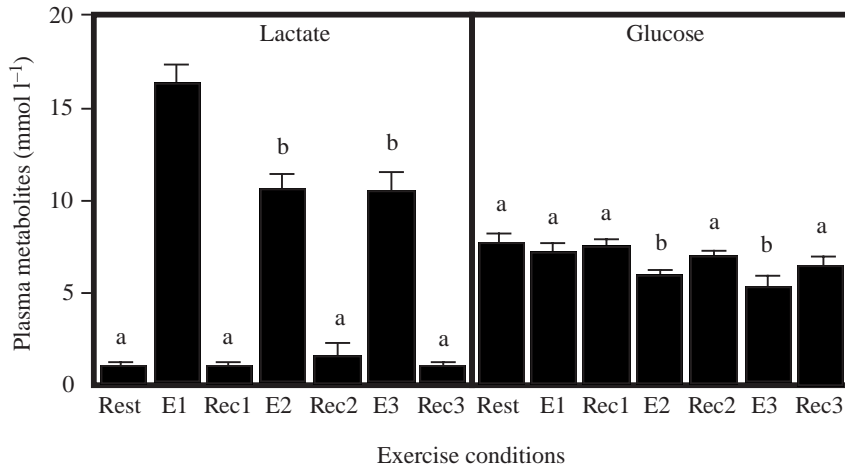 Plasma metabolites (mmol l⁻¹)
20
15
10
5
0
Lactate
Glucose
a
b
a
b
a
a
a
a
a
b
a
b
a
Rest E1 Rec1 E2 Rec2 E3 Rec3 Rest E1 Rec1 E2 Rec2 E3 Rec3
Exercise conditions